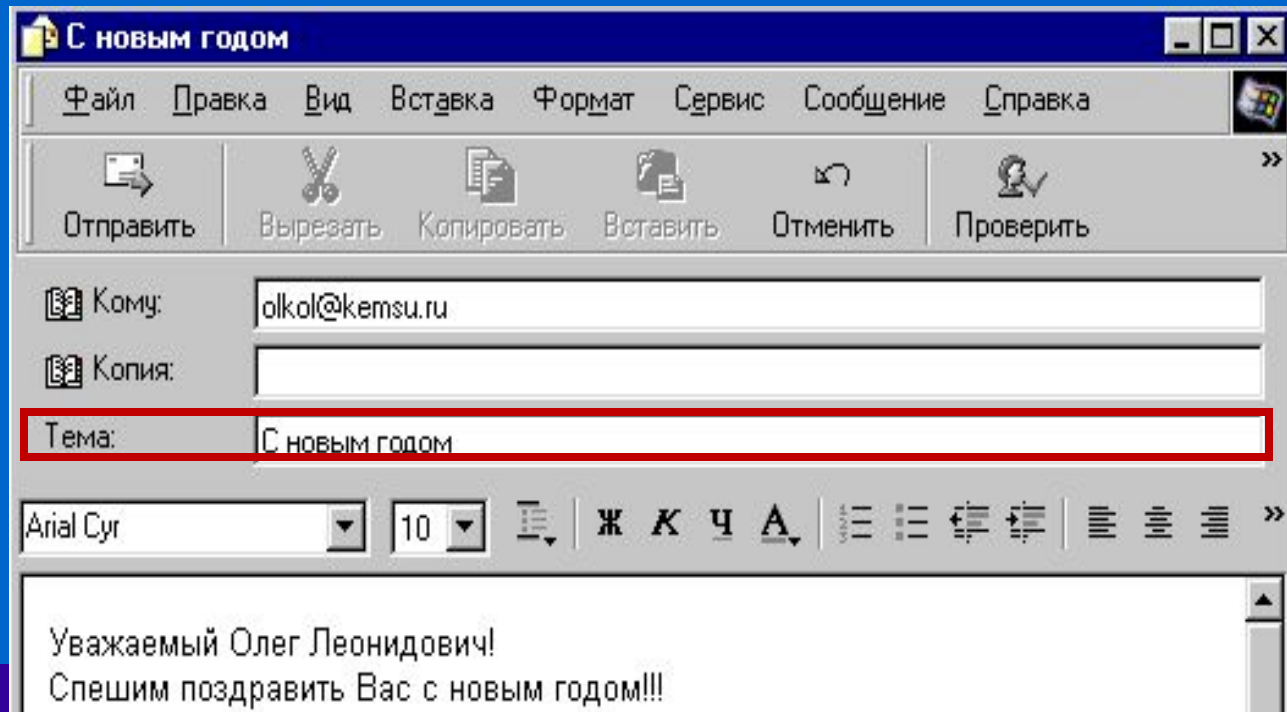 С новым годом
Файл Правка Вид Вставка Формат Сервис Сообщение Справка
»
Отправить Вырезать Копировать Вставить Отменить Проверить
Кому: olkol@kemsu.ru
Копия:
Тема: С новым годом
Arial Cyr 10 Ж К Ч А »
Уважаемый Олег Леонидович!
Спешим поздравить Вас с новым годом!!!